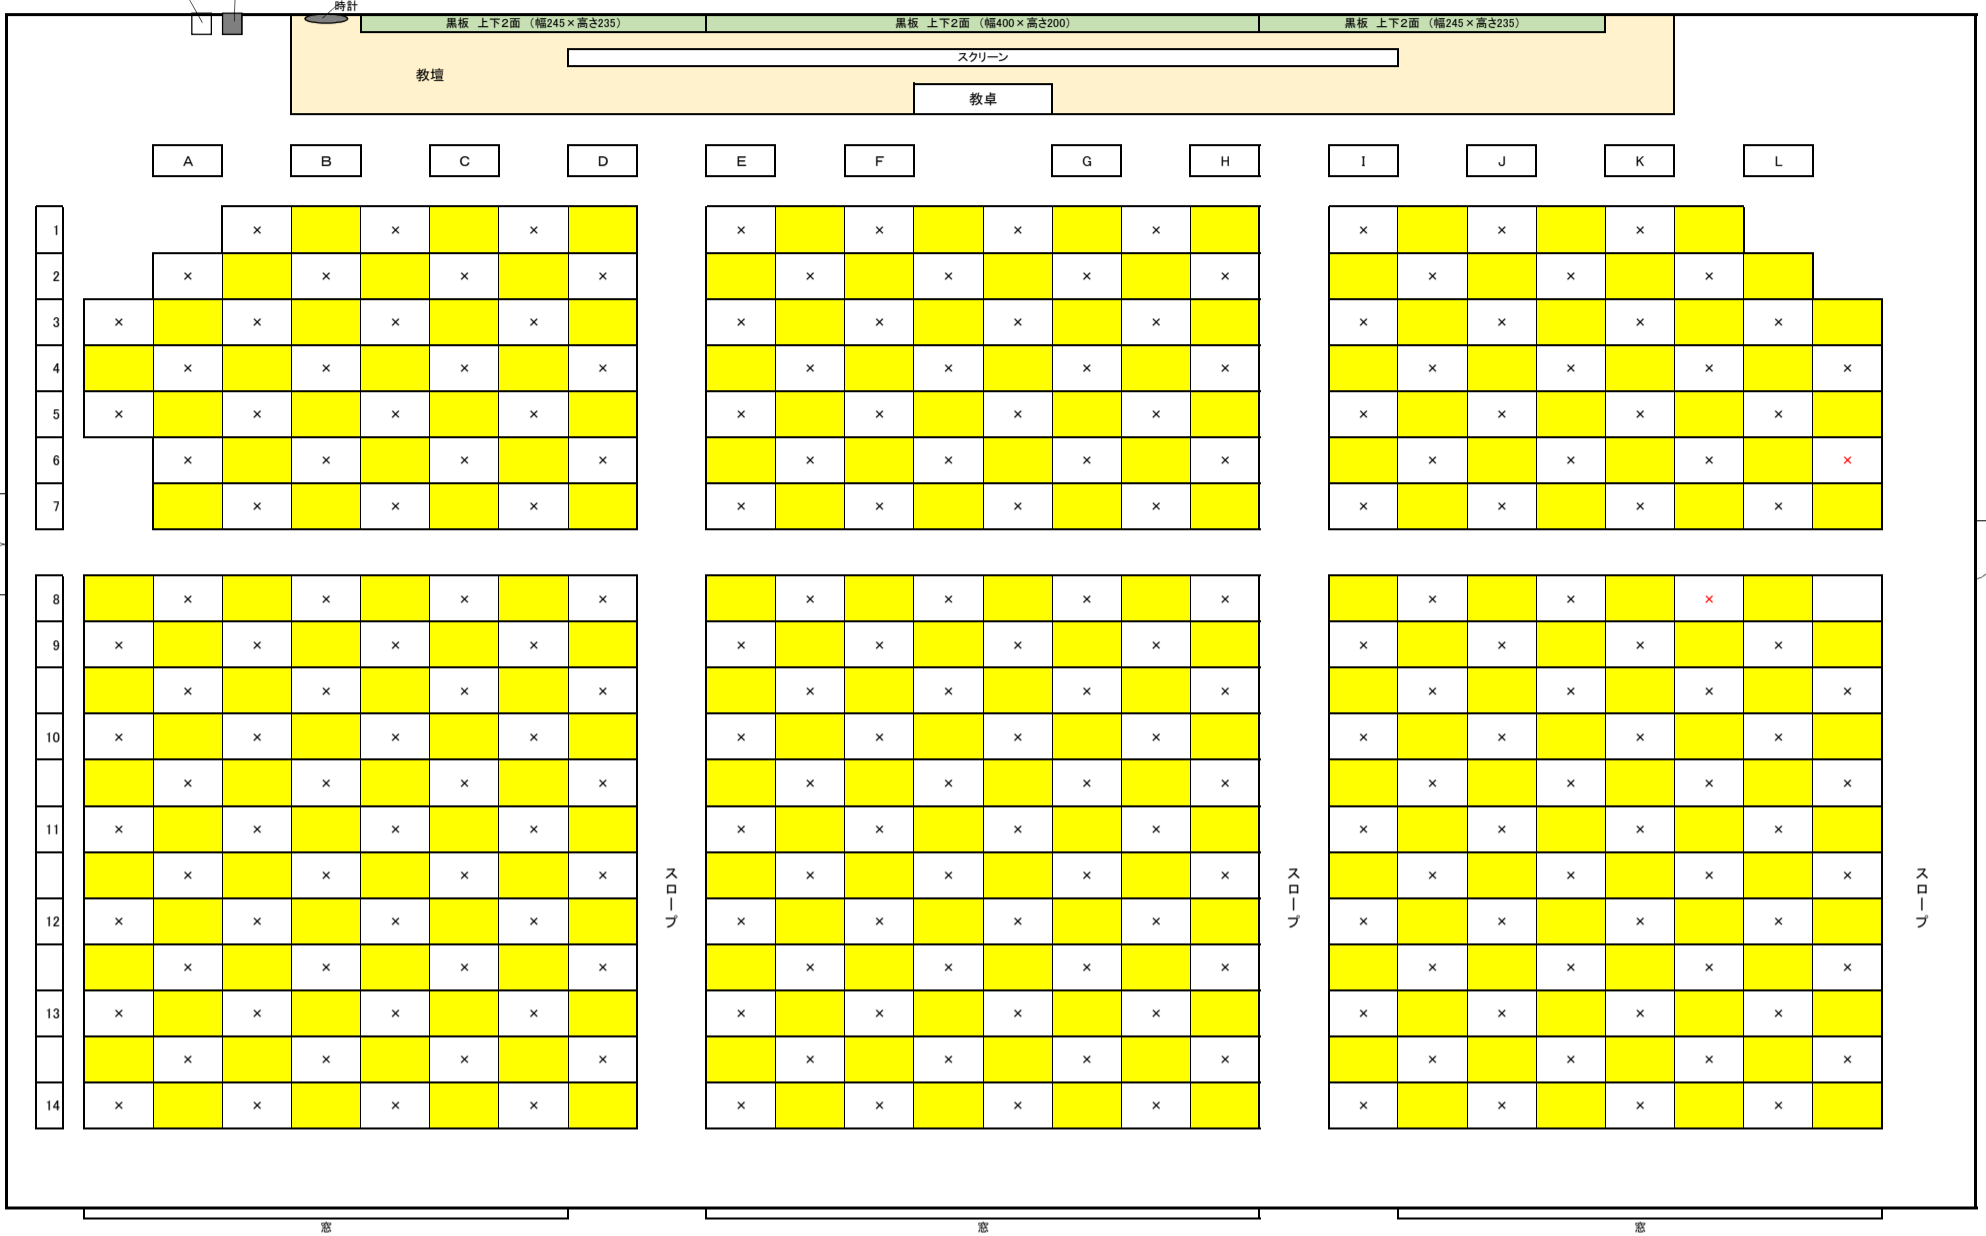 時計
黒板 上下2面 (幅245×高さ235) 黒板 上下2面 (幅400×高さ200) 黒板 上下2面 (幅245×高さ235)
スクリーン
教壇
教卓
A B C D E F G H I J K L
1 × × × × × × × × × ×
2 × × × × × × × × × × ×
3 × × × × × × × × × × × ×
4 × × × × × × × × × × × ×
5 × × × × × × × × × × × ×
6 × × × × × × × × × × × ×
7 × × × × × × × × × × ×
8 × × × × × × × × × × ×
9 × × × × × × × × × × × ×
× × × × × × × × × × × ×
10 × × × × × × × × × × × ×
× × × × × × × × × × × ×
11 × × × × × × × × × × × ×
× × × × × × × × × × × ×
スロープ スロープ スロープ
12 × × × × × × × × × × × ×
× × × × × × × × × × × ×
13 × × × × × × × × × × × ×
× × × × × × × × × × × ×
14 × × × × × × × × × × × ×
窓 窓 窓